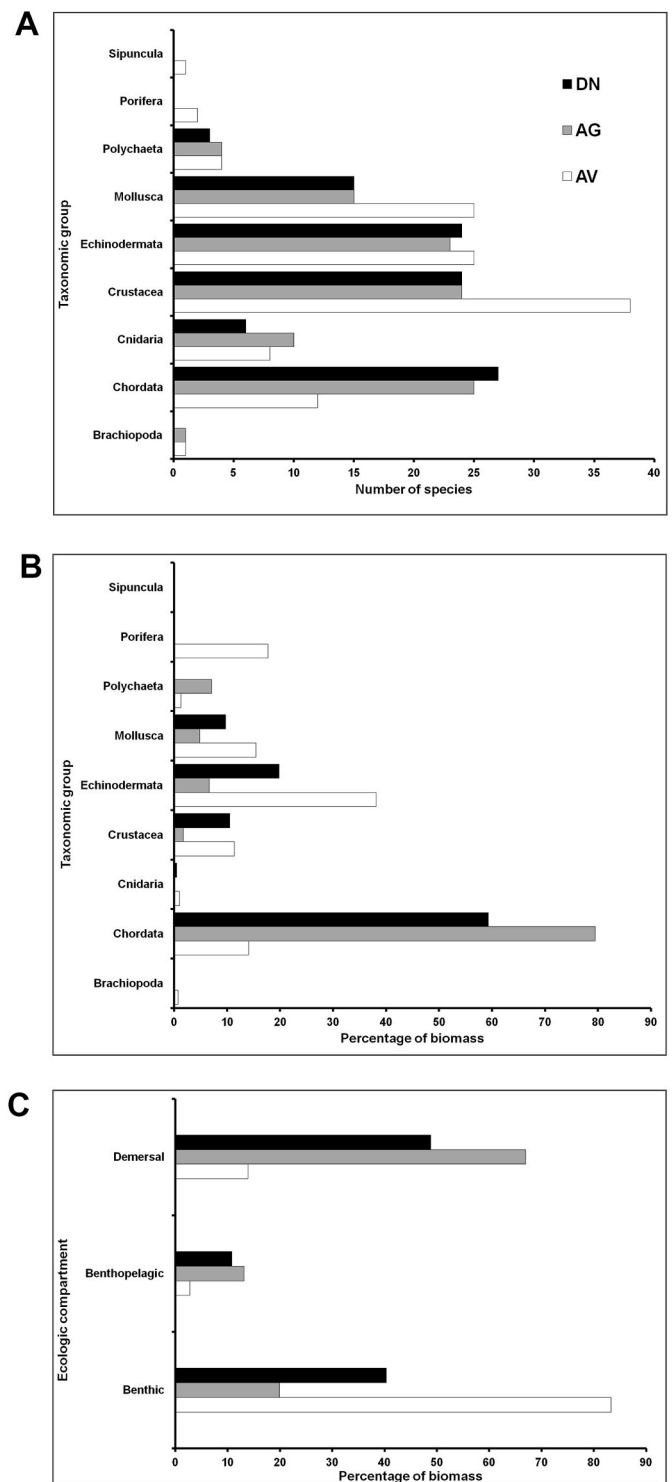 A
Sipuncula
Porifera
Polychaeta
Mollusca
Echinodermata
Crustacea
Cnidaria
Chordata
Brachiopoda
Taxonomic group
DN
AG
AV
0 5 10 15 20 25 30 35 40
Number of species
B
Sipuncula
Porifera
Polychaeta
Mollusca
Echinodermata
Crustacea
Cnidaria
Chordata
Brachiopoda
Taxonomic group
0 10 20 30 40 50 60 70 80 90
Percentage of biomass
C
Demersal
Benthopelagic
Benthic
Ecologic compartment
0 10 20 30 40 50 60 70 80 90
Percentage of biomass